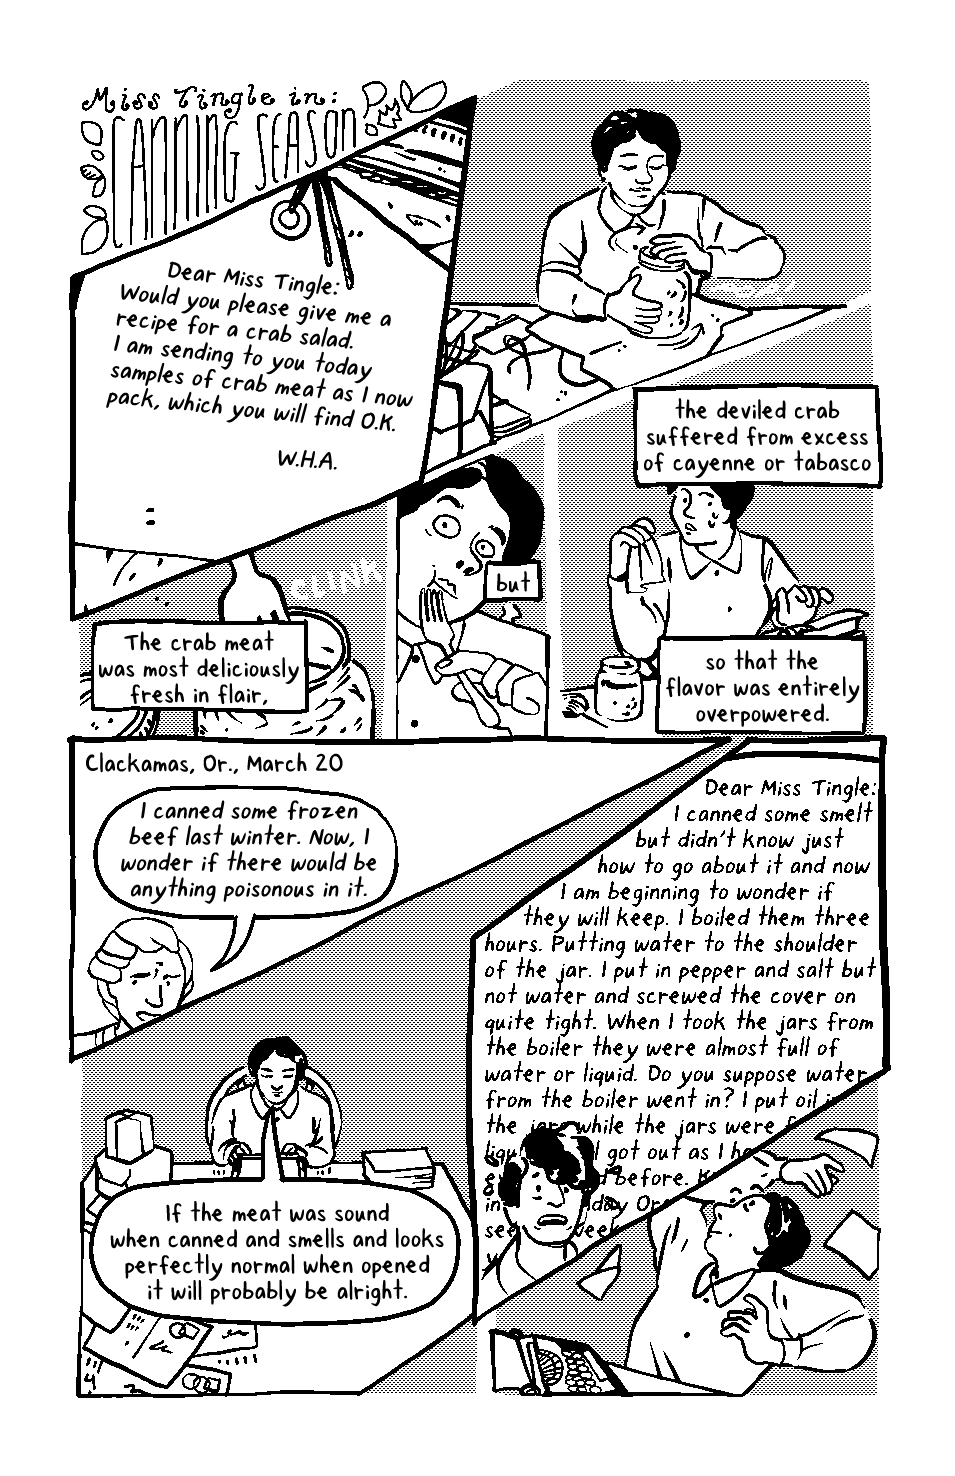 Miss Tingle in:
CANNING SEASON
Dear Miss Tingle:
Would you please give me a
recipe for a crab salad.
I am sending to you today
samples of crab meat as I now
pack, which you will find O.K.
W.H.A.
CLINK
The crab meat
was most deliciously
fresh in flair,
but
the deviled crab
suffered from excess
of cayenne or tabasco
so that the
flavor was entirely
overpowered.
Clackamas, Or., March 20
I canned some frozen
beef last winter. Now, I
wonder if there would be
anything poisonous in it.
If the meat was sound
when canned and smells and looks
perfectly normal when opened
it will probably be alright.
Dear Miss Tingle:
I canned some smelt
but didn't know just
how to go about it and now
I am beginning to wonder if
they will keep. I boiled them three
hours. Putting water to the shoulder
of the jar. I put in pepper and salt but
not water and screwed the cover on
quite tight. When I took the jars from
the boiler they were almost full of
water or liquid. Do you suppose water
from the boiler went in? I put oil
the jars while the jars were
I got out as I
before.
in
week